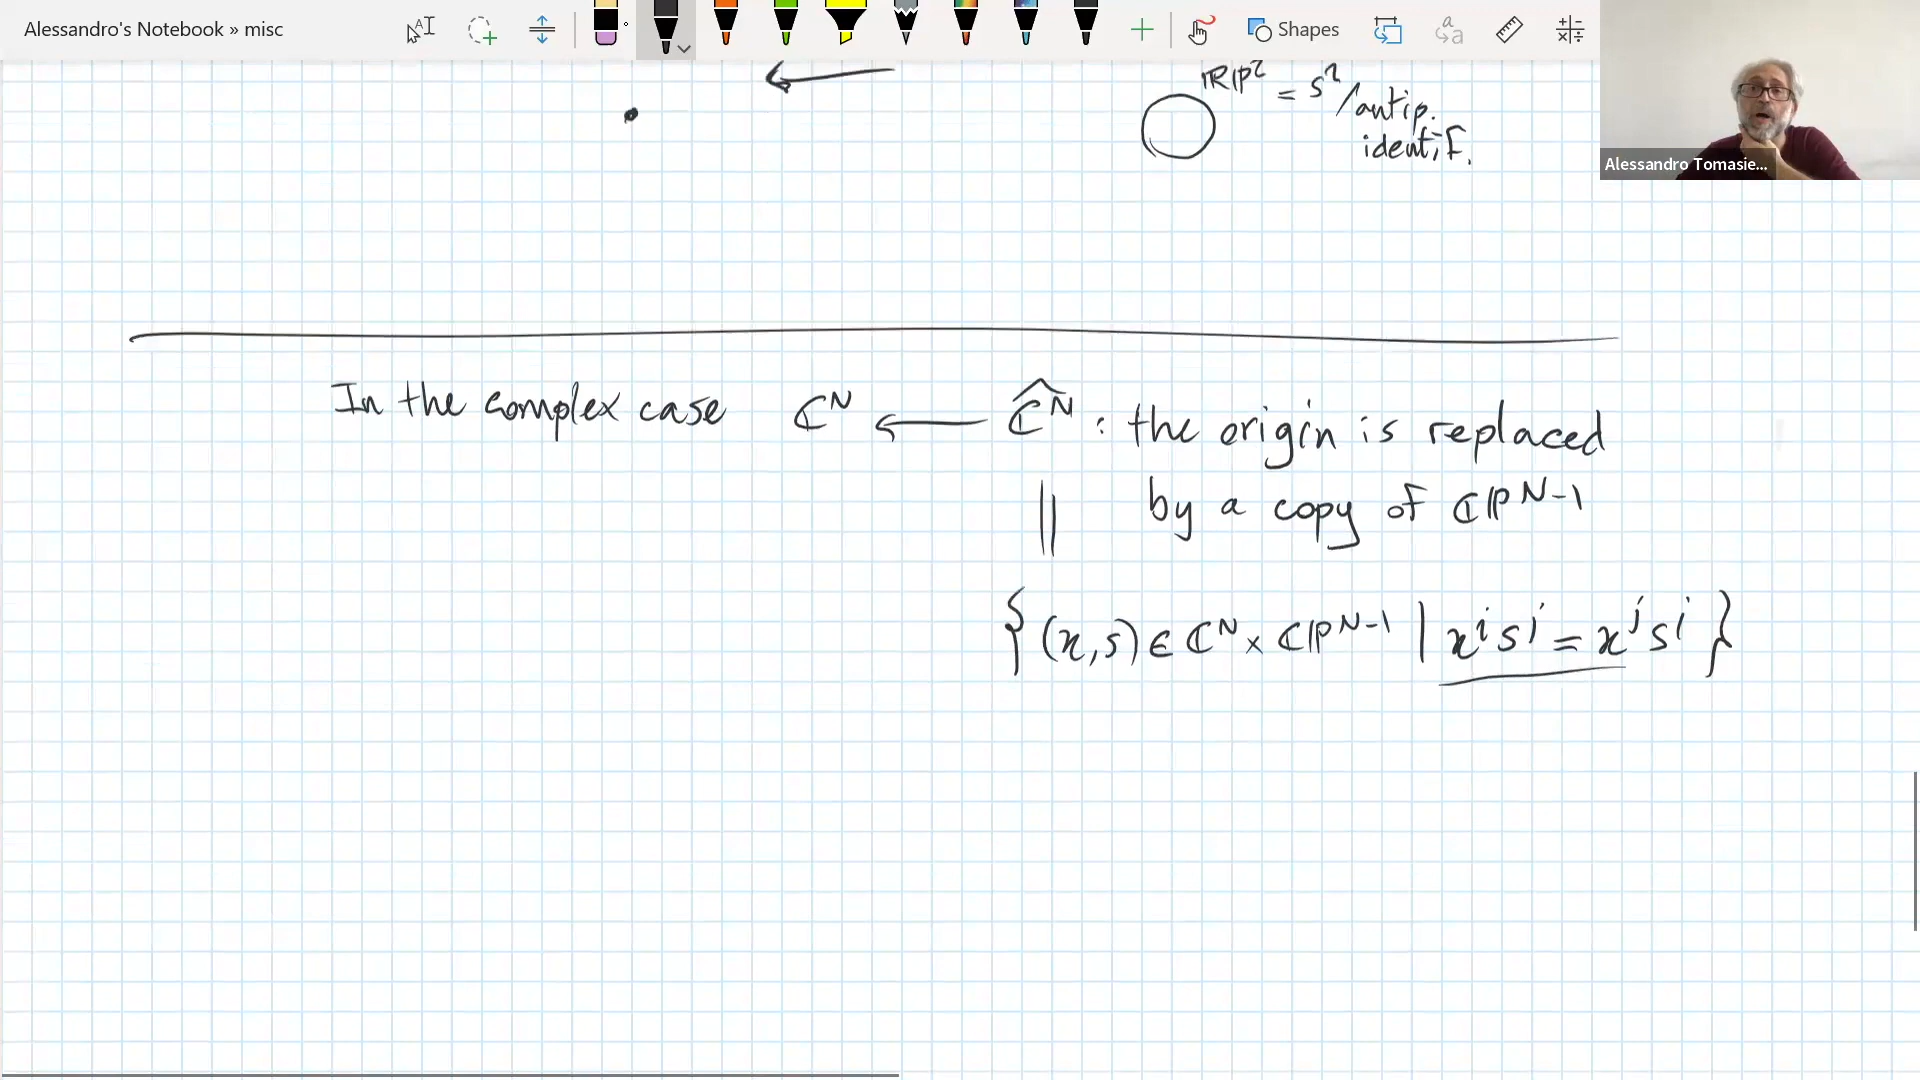 Alessandro's Notebook » misc
Shapes
ℝℙ² = S²/antip.
identif.
Alessandro Tomasie...
In the complex case ℂᴺ ← ℂ̂ᴺ : the origin is replaced
|| by a copy of ℂℙᴺ⁻¹
{(x,s) ∈ ℂᴺ × ℂℙᴺ⁻¹ | xⁱsʲ = xʲsⁱ}